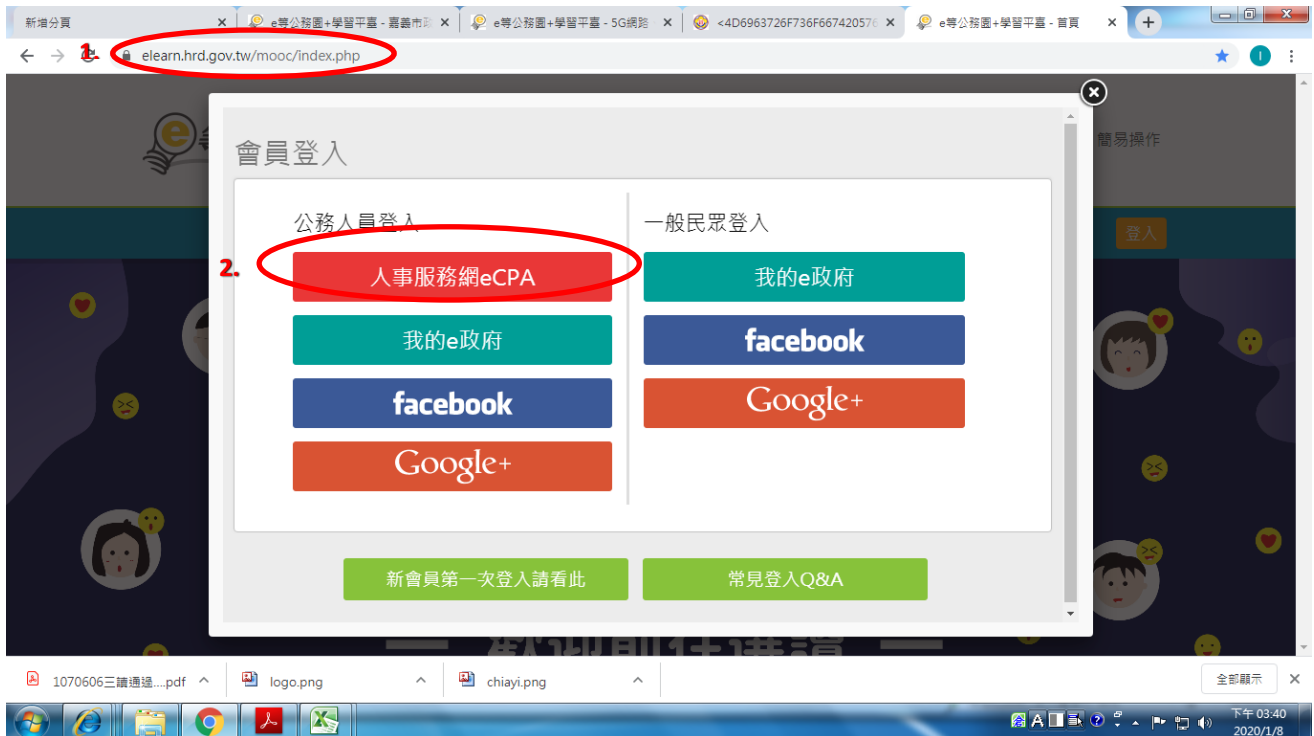 新增分頁
e等公務園+學習平臺 - 嘉義市
e等公務園+學習平臺 - 5G網路
<4D6963726F736F667420576
e等公務園+學習平臺 - 首頁
1.
elearn.hrd.gov.tw/mooc/index.php
I
簡易操作
登入
會員登入
公務人員登入
一般民眾登入
2.
人事服務網eCPA
我的e政府
我的e政府
facebook
facebook
Google+
Google+
新會員第一次登入請看此
常見登入Q&A
1070606三讀通過....pdf
logo.png
chiayi.png
全部顯示
A
下午 03:40
2020/1/8